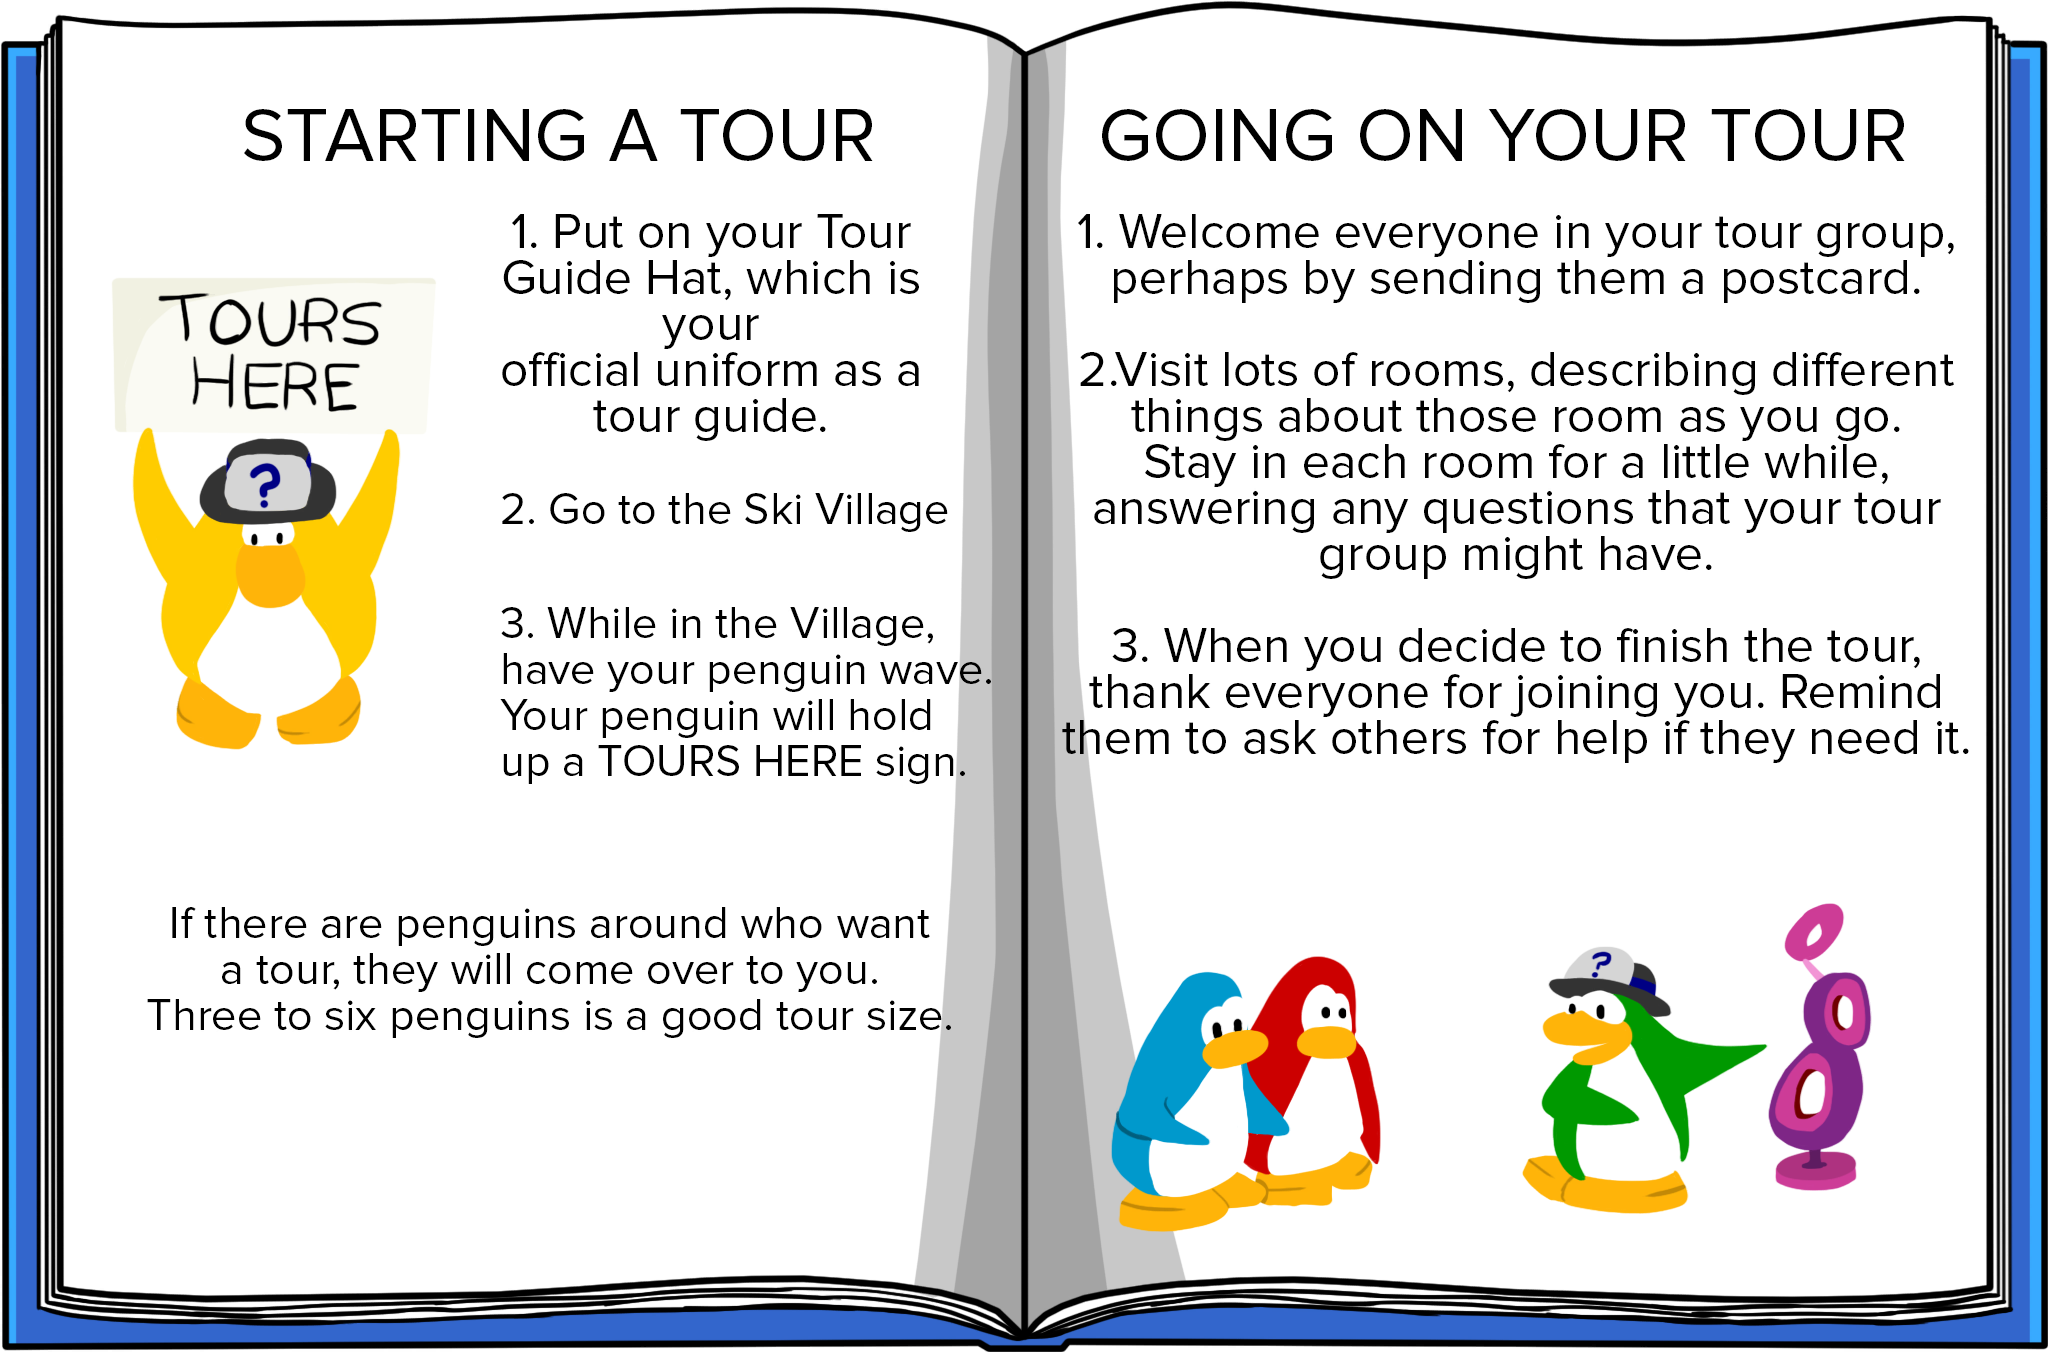 STARTING A TOUR
TOURS
HERE
?
1. Put on your Tour
Guide Hat, which is
your
official uniform as a
tour guide.
2. Go to the Ski Village
3. While in the Village,
have your penguin wave.
Your penguin will hold
up a TOURS HERE sign.
If there are penguins around who want
a tour, they will come over to you.
Three to six penguins is a good tour size.
GOING ON YOUR TOUR
1. Welcome everyone in your tour group,
perhaps by sending them a postcard.
2.Visit lots of rooms, describing different
things about those room as you go.
Stay in each room for a little while,
answering any questions that your tour
group might have.
3. When you decide to finish the tour,
thank everyone for joining you. Remind
them to ask others for help if they need it.
?